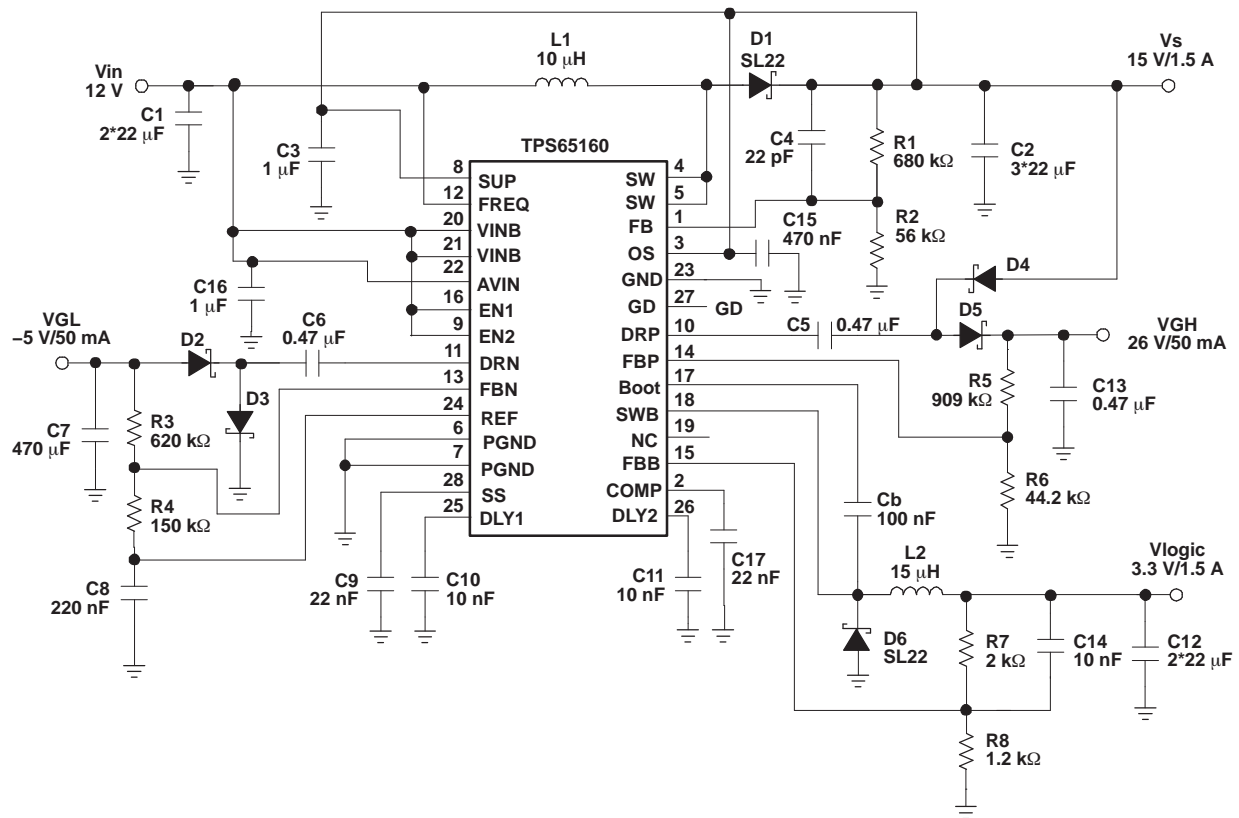 Vin
12 V
C1
2*22 μF
L1
10 μH
D1
SL22
Vs
15 V/1.5 A
C3
1 μF
TPS65160
C4
22 pF
R1
680 kΩ
C2
3*22 μF
8
SUP
12
FREQ
20
VINB
21
VINB
22
AVIN
16
EN1
9
EN2
11
DRN
13
FBN
24
REF
6
PGND
7
PGND
28
SS
25
DLY1
SW
4
SW
5
FB
1
OS
3
GND
23
GD
27
GD
DRP
10
FBP
14
Boot
17
SWB
18
NC
19
FBB
15
COMP
2
DLY2
26
C15
470 nF
R2
56 kΩ
C16
1 μF
D4
VGL
–5 V/50 mA
D2
C6
0.47 μF
C5
0.47 μF
D5
VGH
26 V/50 mA
D3
R3
620 kΩ
C7
470 μF
R4
150 kΩ
C8
220 nF
C9
22 nF
C10
10 nF
C11
10 nF
C17
22 nF
R5
909 kΩ
C13
0.47 μF
R6
44.2 kΩ
Cb
100 nF
L2
15 μH
Vlogic
3.3 V/1.5 A
D6
SL22
R7
2 kΩ
C14
10 nF
C12
2*22 μF
R8
1.2 kΩ